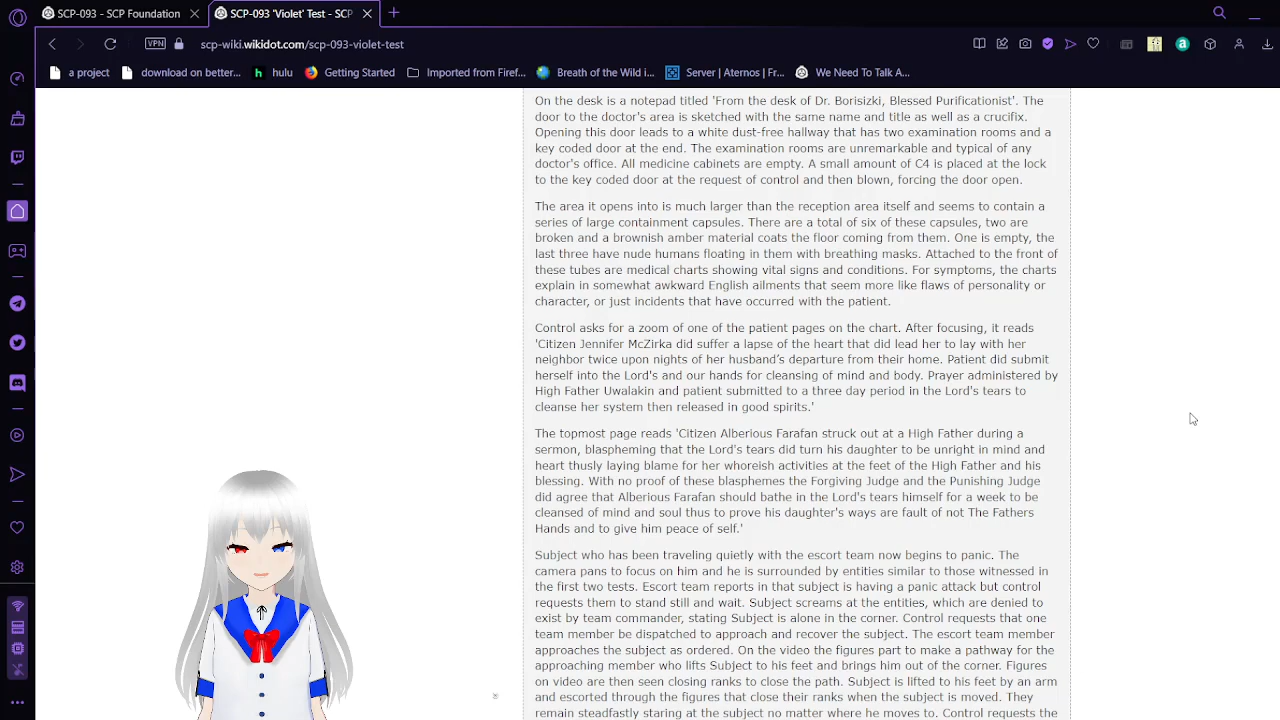 SCP-093 - SCP Foundation
SCP-093 'Violet' Test - SCP
VPN
scp-wiki.wikidot.com/scp-093-violet-test
a project
download on better...
hulu
Getting Started
Imported from Firef...
Breath of the Wild i...
Server | Aternos | Fr...
We Need To Talk A...
On the desk is a notepad titled 'From the desk of Dr. Borisizki, Blessed Purificationist'. The
door to the doctor's area is sketched with the same name and title as well as a crucifix.
Opening this door leads to a white dust-free hallway that has two examination rooms and a
key coded door at the end. The examination rooms are unremarkable and typical of any
doctor's office. All medicine cabinets are empty. A small amount of C4 is placed at the lock
to the key coded door at the request of control and then blown, forcing the door open.
The area it opens into is much larger than the reception area itself and seems to contain a
series of large containment capsules. There are a total of six of these capsules, two are
broken and a brownish amber material coats the floor coming from them. One is empty, the
last three have nude humans floating in them with breathing masks. Attached to the front of
these tubes are medical charts showing vital signs and conditions. For symptoms, the charts
explain in somewhat awkward English ailments that seem more like flaws of personality or
character, or just incidents that have occurred with the patient.
Control asks for a zoom of one of the patient pages on the chart. After focusing, it reads
'Citizen Jennifer McZirka did suffer a lapse of the heart that did lead her to lay with her
neighbor twice upon nights of her husband's departure from their home. Patient did submit
herself into the Lord's and our hands for cleansing of mind and body. Prayer administered by
High Father Uwalakin and patient submitted to a three day period in the Lord's tears to
cleanse her system then released in good spirits.'
The topmost page reads 'Citizen Alberious Farafan struck out at a High Father during a
sermon, blaspheming that the Lord's tears did turn his daughter to be unright in mind and
heart thusly laying blame for her whoreish activities at the feet of the High Father and his
blessing. With no proof of these blasphemes the Forgiving Judge and the Punishing Judge
did agree that Alberious Farafan should bathe in the Lord's tears himself for a week to be
cleansed of mind and soul thus to prove his daughter's ways are fault of not The Fathers
Hands and to give him peace of self.'
Subject who has been traveling quietly with the escort team now begins to panic. The
camera pans to focus on him and he is surrounded by entities similar to those witnessed in
the first two tests. Escort team reports in that subject is having a panic attack but control
requests them to stand still and wait. Subject screams at the entities, which are denied to
exist by team commander, stating Subject is alone in the corner. Control requests that one
team member be dispatched to approach and recover the subject. The escort team member
approaches the subject as ordered. On the video the figures part to make a pathway for the
approaching member who lifts Subject to his feet and brings him out of the corner. Figures
on video are then seen closing ranks to close the path. Subject is lifted to his feet by an arm
and escorted through the figures that close their ranks when the subject is moved. They
remain steadfastly staring at the subject no matter where he moves to. Control requests the